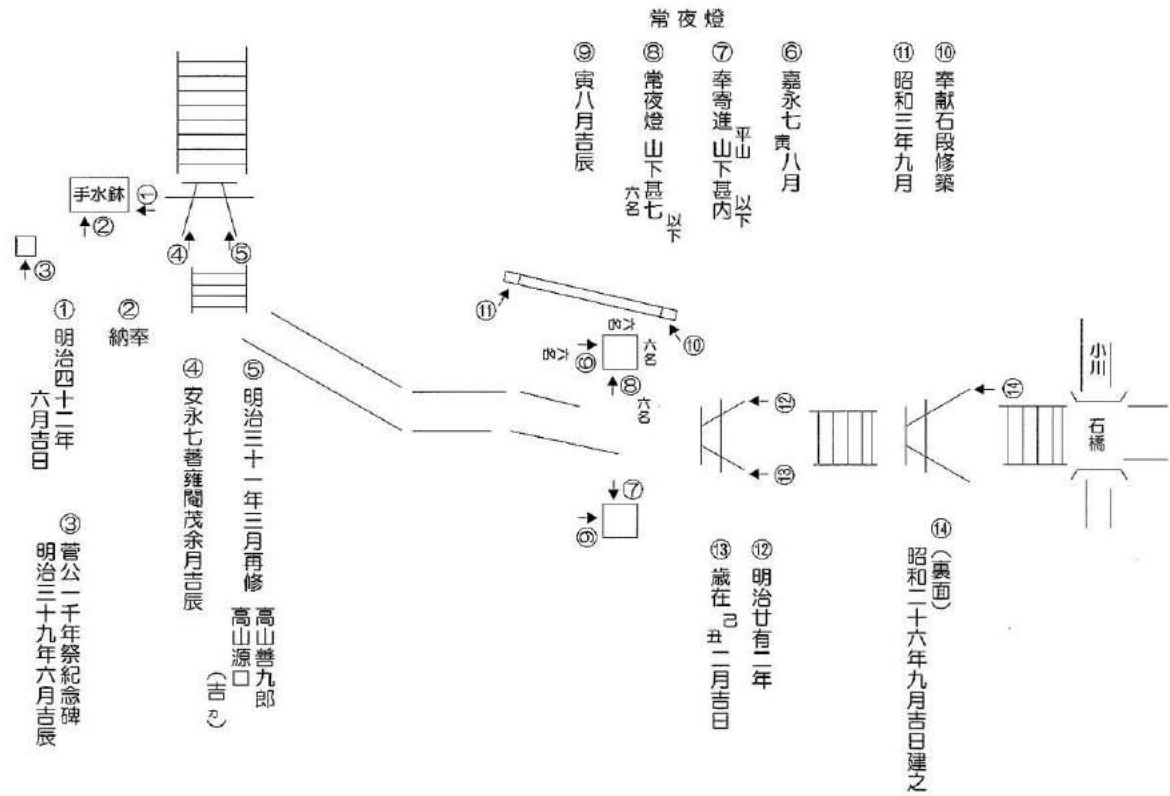 常夜燈
⑩ 奉献石段修築
⑪ 昭和三年九月
⑥ 嘉永七寅八月
⑦ 奉寄進 平山 山下甚内 以下
⑧ 常夜燈 山下甚七 以下六名
⑨ 寅八月吉辰
手水鉢
①
②
③
④
⑤
⑪
⑩
六名
六名
六名
⑥
⑧
六名
⑦
⑨
⑫
⑬
⑭
小川
石橋
⑭ (裏面)
昭和二十六年九月吉日建之
⑫ 明治廿有二年
⑬ 歳在己丑二月吉日
⑤ 明治三十一年三月再修
高山善九郎
高山源□
④ 安永七著雍閹茂余月吉辰
② 納奉
① 明治四十二年
六月吉日
③ 菅公一千年祭紀念碑
明治三十九年六月吉辰